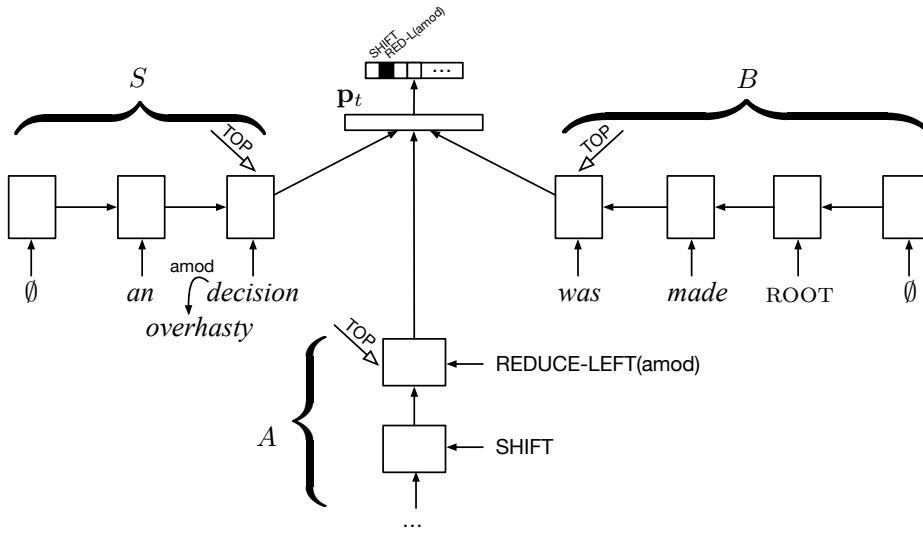 SHIFT
RED-L(amod)
…
p_t
S
B
TOP
TOP
amod
∅ an decision was made ROOT ∅
overhasty
TOP
REDUCE-LEFT(amod)
A
SHIFT
...